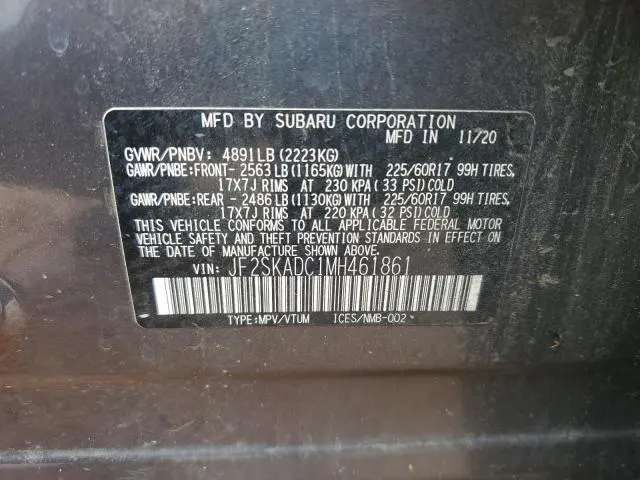 MFD BY SUBARU CORPORATION
MFD IN 11/20
GVWR/PNBV: 4891LB (2223KG)
GAWR/PNBE:FRONT- 2563 LB (1165KG)WITH 225/60R17 99H TIRES,
17X7J RIMS AT 230 KPA (33 PSI)COLD
GAWR/PNBE:REAR - 2486 LB (1130KG)WITH 225/60R17 99H TIRES,
17X7J RIMS AT 220 KPA (32 PSI)COLD
THIS VEHICLE CONFORMS TO ALL APPLICABLE FEDERAL MOTOR
VEHICLE SAFETY AND THEFT PREVENTION STANDARDS IN EFFECT
ON THE DATE OF MANUFACTURE SHOWN ABOVE.
VIN: JF2SKADC1MH461861
TYPE:MPV/VTUM ICES/NMB-002